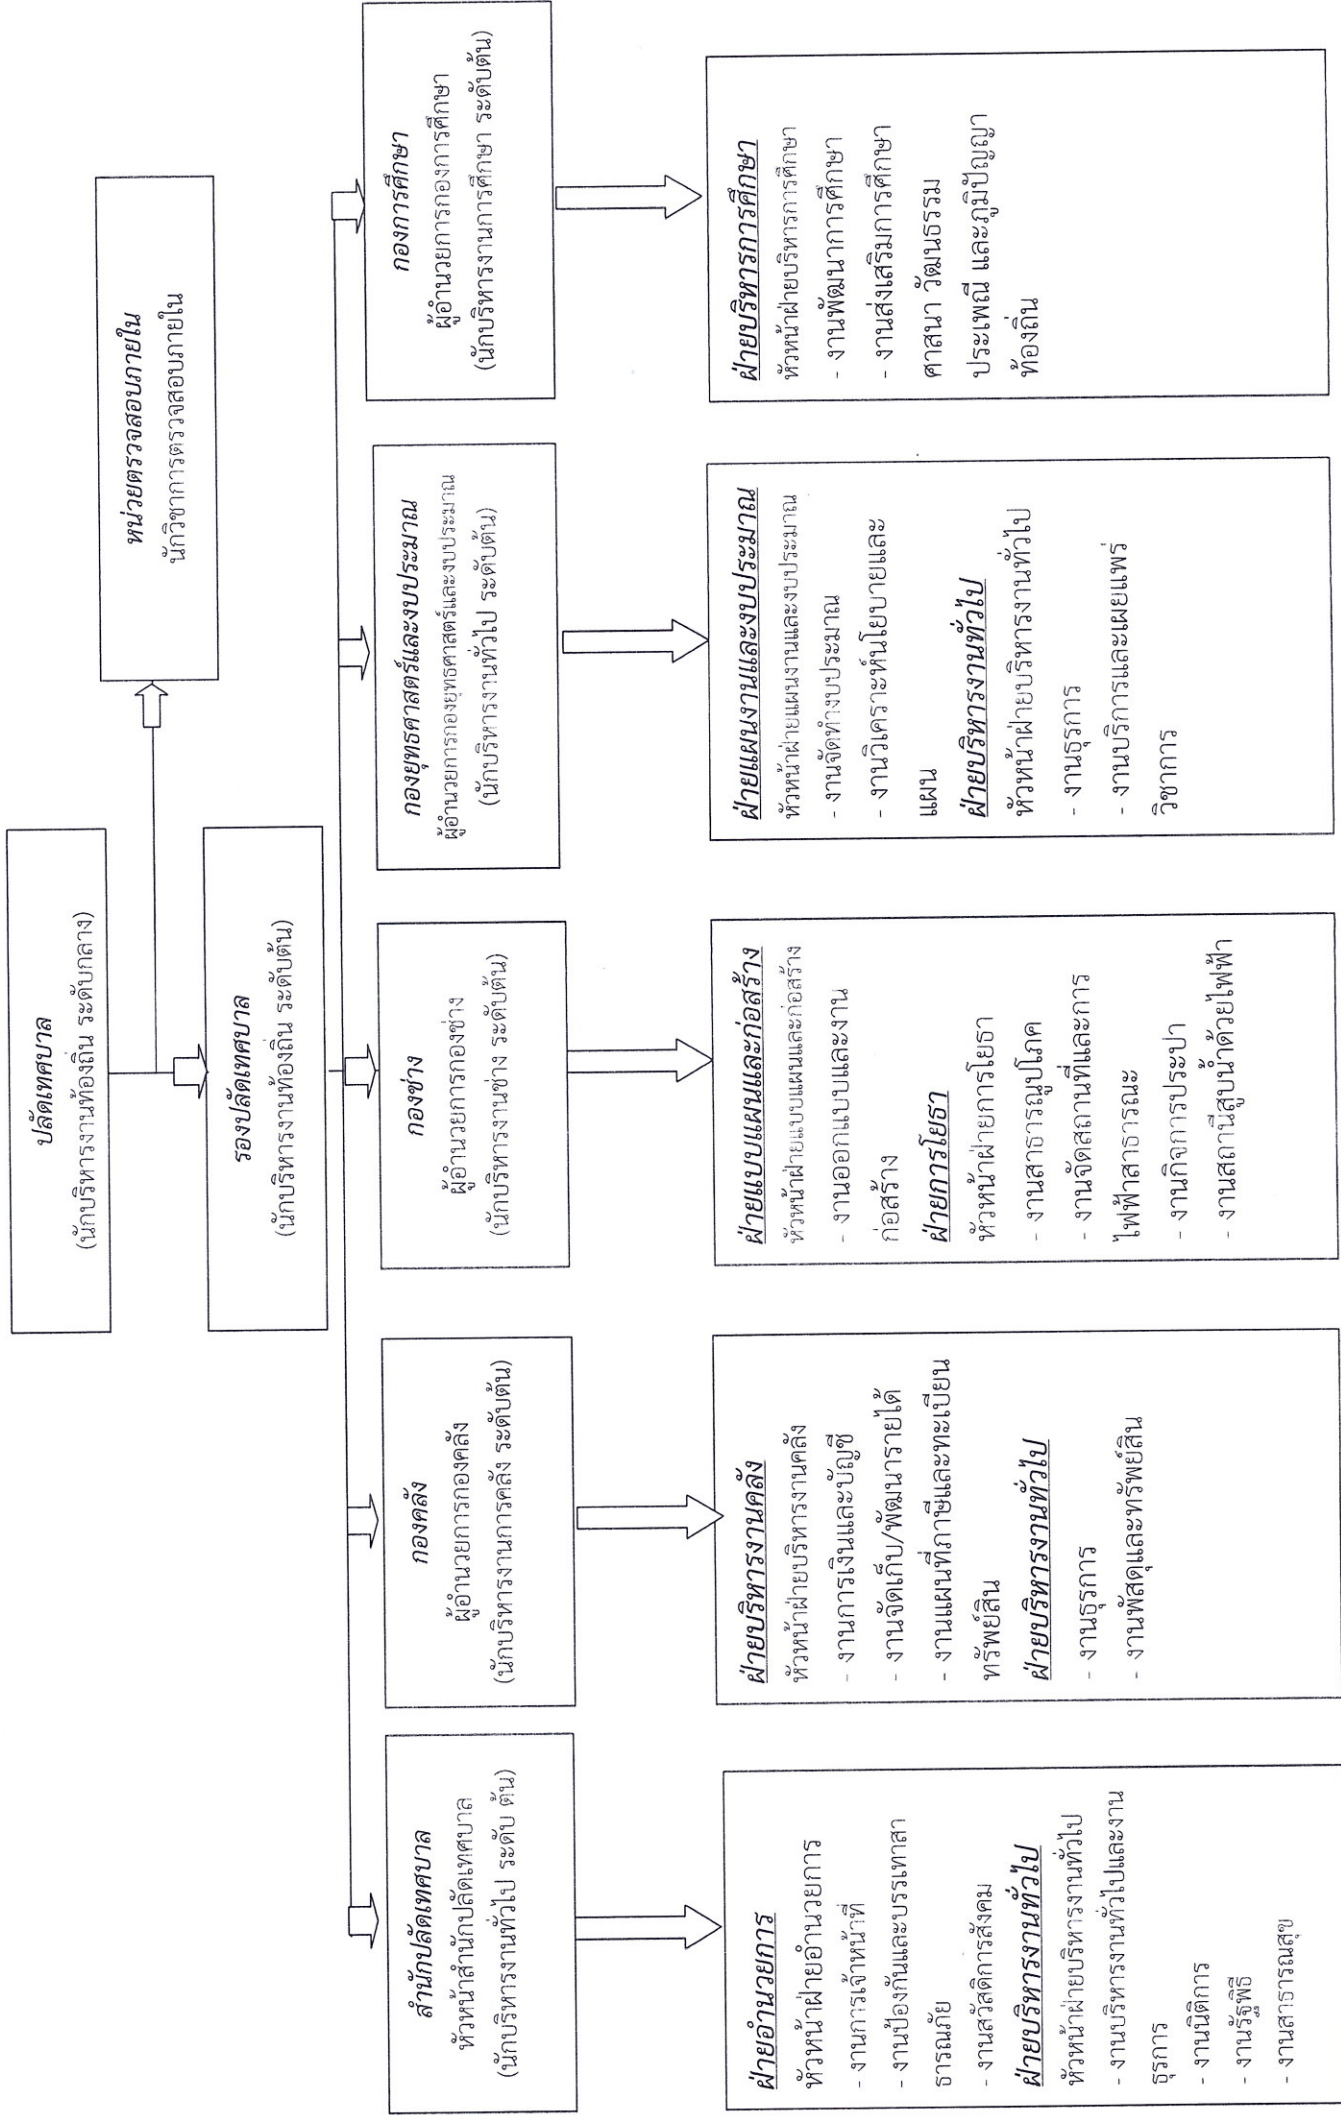 ปลัดเทศบาล
(นักบริหารงานท้องถิ่น ระดับกลาง)
หน่วยตรวจสอบภายใน
นักวิชาการตรวจสอบภายใน
รองปลัดเทศบาล
(นักบริหารงานท้องถิ่น ระดับต้น)
สำนักปลัดเทศบาล
หัวหน้าสำนักปลัดเทศบาล
(นักบริหารงานทั่วไป ระดับ ต้น)
กองคลัง
ผู้อำนวยการกองคลัง
(นักบริหารงานการคลัง ระดับต้น)
กองช่าง
ผู้อำนวยการกองช่าง
(นักบริหารงานช่าง ระดับต้น)
กองยุทธศาสตร์และงบประมาณ
ผู้อำนวยการกองยุทธศาสตร์และงบประมาณ
(นักบริหารงานทั่วไป ระดับต้น)
กองการศึกษา
ผู้อำนวยการกองการศึกษา
(นักบริหารงานการศึกษา ระดับต้น)
ฝ่ายอำนวยการ
หัวหน้าฝ่ายอำนวยการ
- งานการเจ้าหน้าที่
- งานป้องกันและบรรเทาสา
ธารณภัย
- งานสวัสดิการสังคม
ฝ่ายบริหารงานทั่วไป
หัวหน้าฝ่ายบริหารงานทั่วไป
- งานบริหารงานทั่วไปและงาน
ธุรการ
- งานนิติการ
- งานรัฐพิธี
- งานสาธารณสุข
ฝ่ายบริหารงานคลัง
หัวหน้าฝ่ายบริหารงานคลัง
- งานการเงินและบัญชี
- งานจัดเก็บ/พัฒนารายได้
- งานแผนที่ภาษีและทะเบียน
ทรัพย์สิน
ฝ่ายบริหารงานทั่วไป
- งานธุรการ
- งานพัสดุและทรัพย์สิน
ฝ่ายแบบแผนและก่อสร้าง
หัวหน้าฝ่ายแบบแผนและก่อสร้าง
- งานออกแบบและงาน
ก่อสร้าง
ฝ่ายการโยธา
หัวหน้าฝ่ายการโยธา
- งานสาธารณูปโภค
- งานจัดสถานที่และการ
ไฟฟ้าสาธารณะ
- งานกิจการประปา
- งานสถานีสูบน้ำด้วยไฟฟ้า
ฝ่ายแผนงานและงบประมาณ
หัวหน้าฝ่ายแผนงานและงบประมาณ
- งานจัดทำงบประมาณ
- งานวิเคราะห์นโยบายและ
แผน
ฝ่ายบริหารงานทั่วไป
หัวหน้าฝ่ายบริหารงานทั่วไป
- งานธุรการ
- งานบริการและเผยแพร่
วิชาการ
ฝ่ายบริหารการศึกษา
หัวหน้าฝ่ายบริหารการศึกษา
- งานพัฒนาการศึกษา
- งานส่งเสริมการศึกษา
ศาสนา วัฒนธรรม
ประเพณี และภูมิปัญญา
ท้องถิ่น